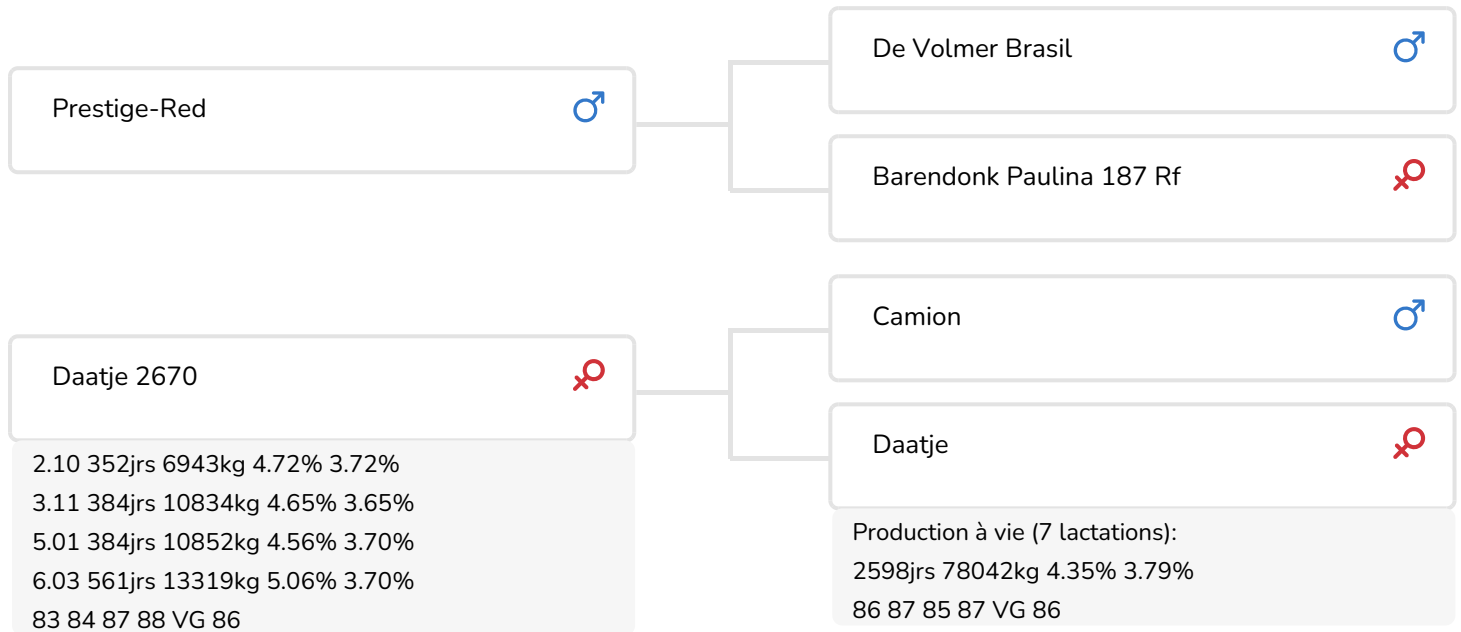 De Volmer Brasil
Prestige-Red
Barendonk Paulina 187 Rf
Camion
Daatje 2670
Daatje
2.10 352jrs 6943kg 4.72% 3.72%
3.11 384jrs 10834kg 4.65% 3.65%
5.01 384jrs 10852kg 4.56% 3.70%
6.03 561jrs 13319kg 5.06% 3.70%
83 84 87 88 VG 86
Production à vie (7 lactations):
2598jrs 78042kg 4.35% 3.79%
86 87 85 87 VG 86